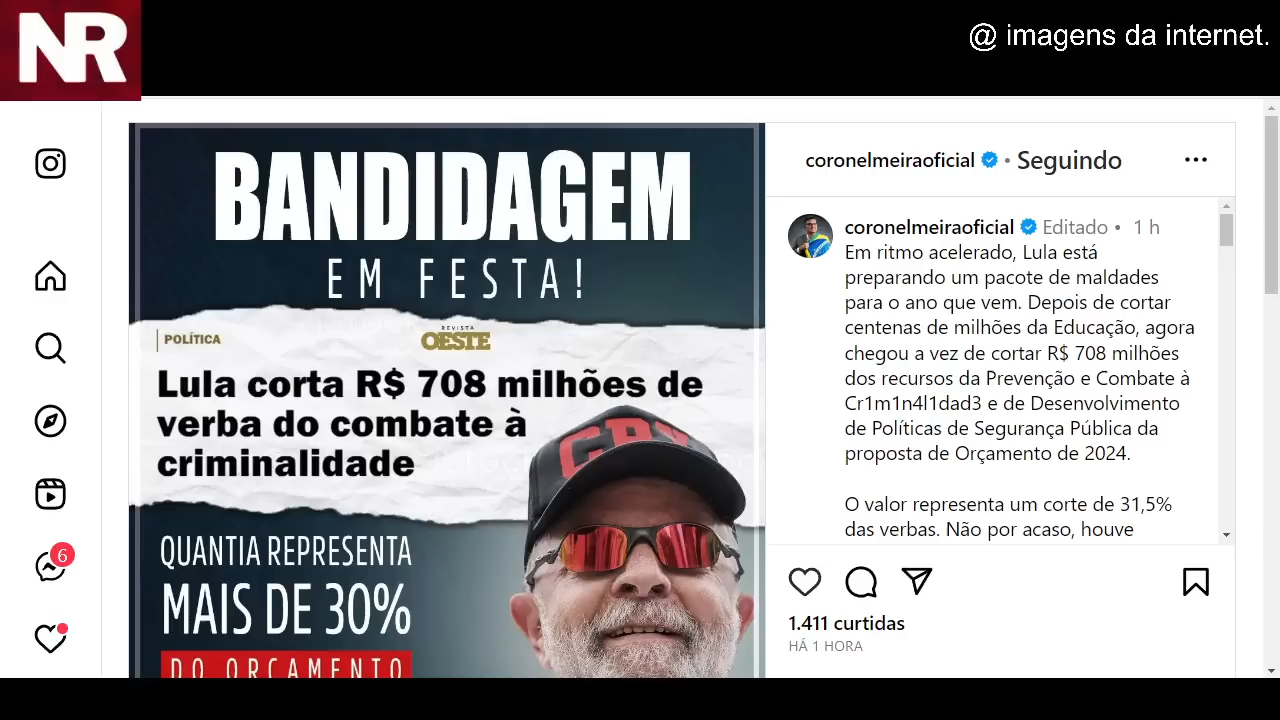 NR
@ imagens da internet.
BANDIDAGEM
EM FESTA!
POLÍTICA
REVISTA
OESTE
Lula corta R$ 708 milhões de
verba do combate à
criminalidade
QUANTIA REPRESENTA
MAIS DE 30%
DO ORÇAMENTO
coronelmeiraoficial • Seguindo
coronelmeiraoficial Editado • 1 h
Em ritmo acelerado, Lula está
preparando um pacote de maldades
para o ano que vem. Depois de cortar
centenas de milhões da Educação, agora
chegou a vez de cortar R$ 708 milhões
dos recursos da Prevenção e Combate à
Cr1m1n4l1dad3 e de Desenvolvimento
de Políticas de Segurança Pública da
proposta de Orçamento de 2024.
O valor representa um corte de 31,5%
das verbas. Não por acaso, houve
6
1.411 curtidas
HÁ 1 HORA